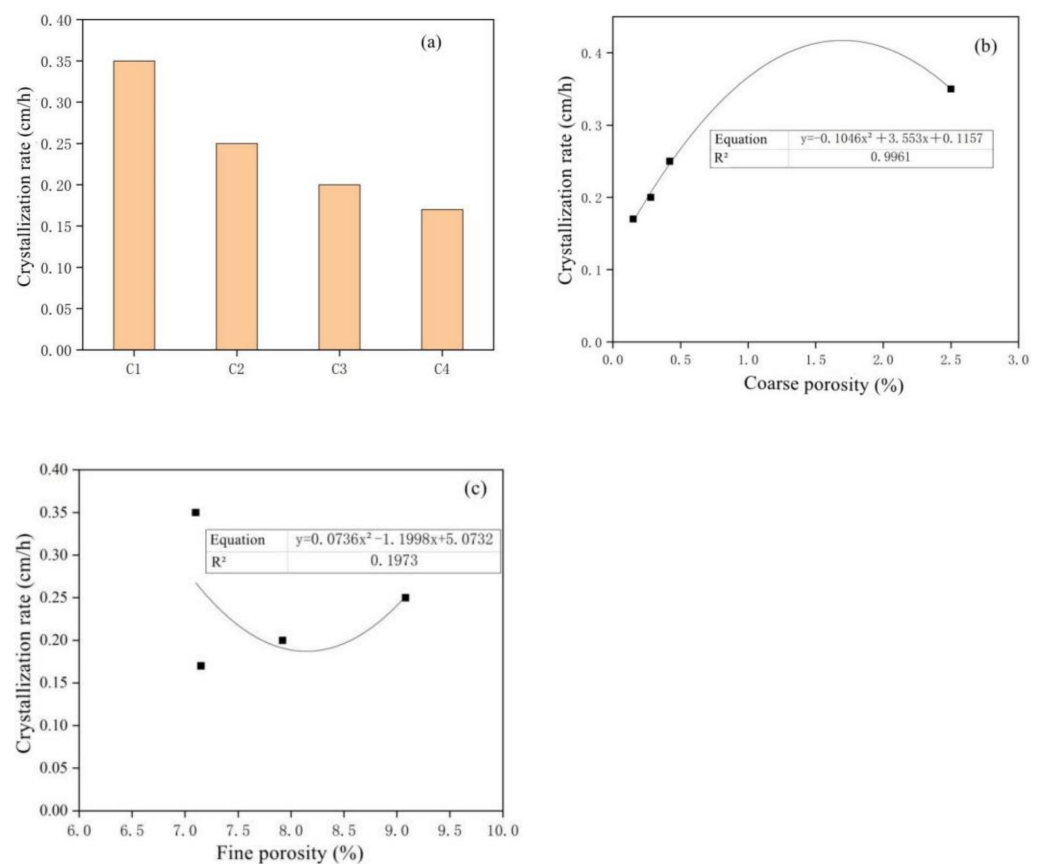 (a)
Crystallization rate (cm/h)
0.40
0.35
0.30
0.25
0.20
0.15
0.10
0.05
0.00
C1 C2 C3 C4
(b)
Crystallization rate (cm/h)
0.4
0.3
0.2
0.1
0.0
Equation y=-0.1046x²+3.553x+0.1157
R² 0.9961
0.0 0.5 1.0 1.5 2.0 2.5 3.0
Coarse porosity (%)
(c)
Crystallization rate (cm/h)
0.40
0.35
0.30
0.25
0.20
0.15
0.10
0.05
0.00
Equation y=0.0736x²-1.1998x+5.0732
R² 0.1973
6.0 6.5 7.0 7.5 8.0 8.5 9.0 9.5 10.0
Fine porosity (%)